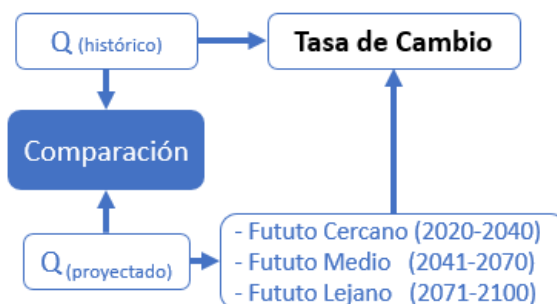 Q (histórico)
Tasa de Cambio
Comparación
Q (proyectado)
- Fututo Cercano (2020-2040)
- Fututo Medio (2041-2070)
- Fututo Lejano (2071-2100)